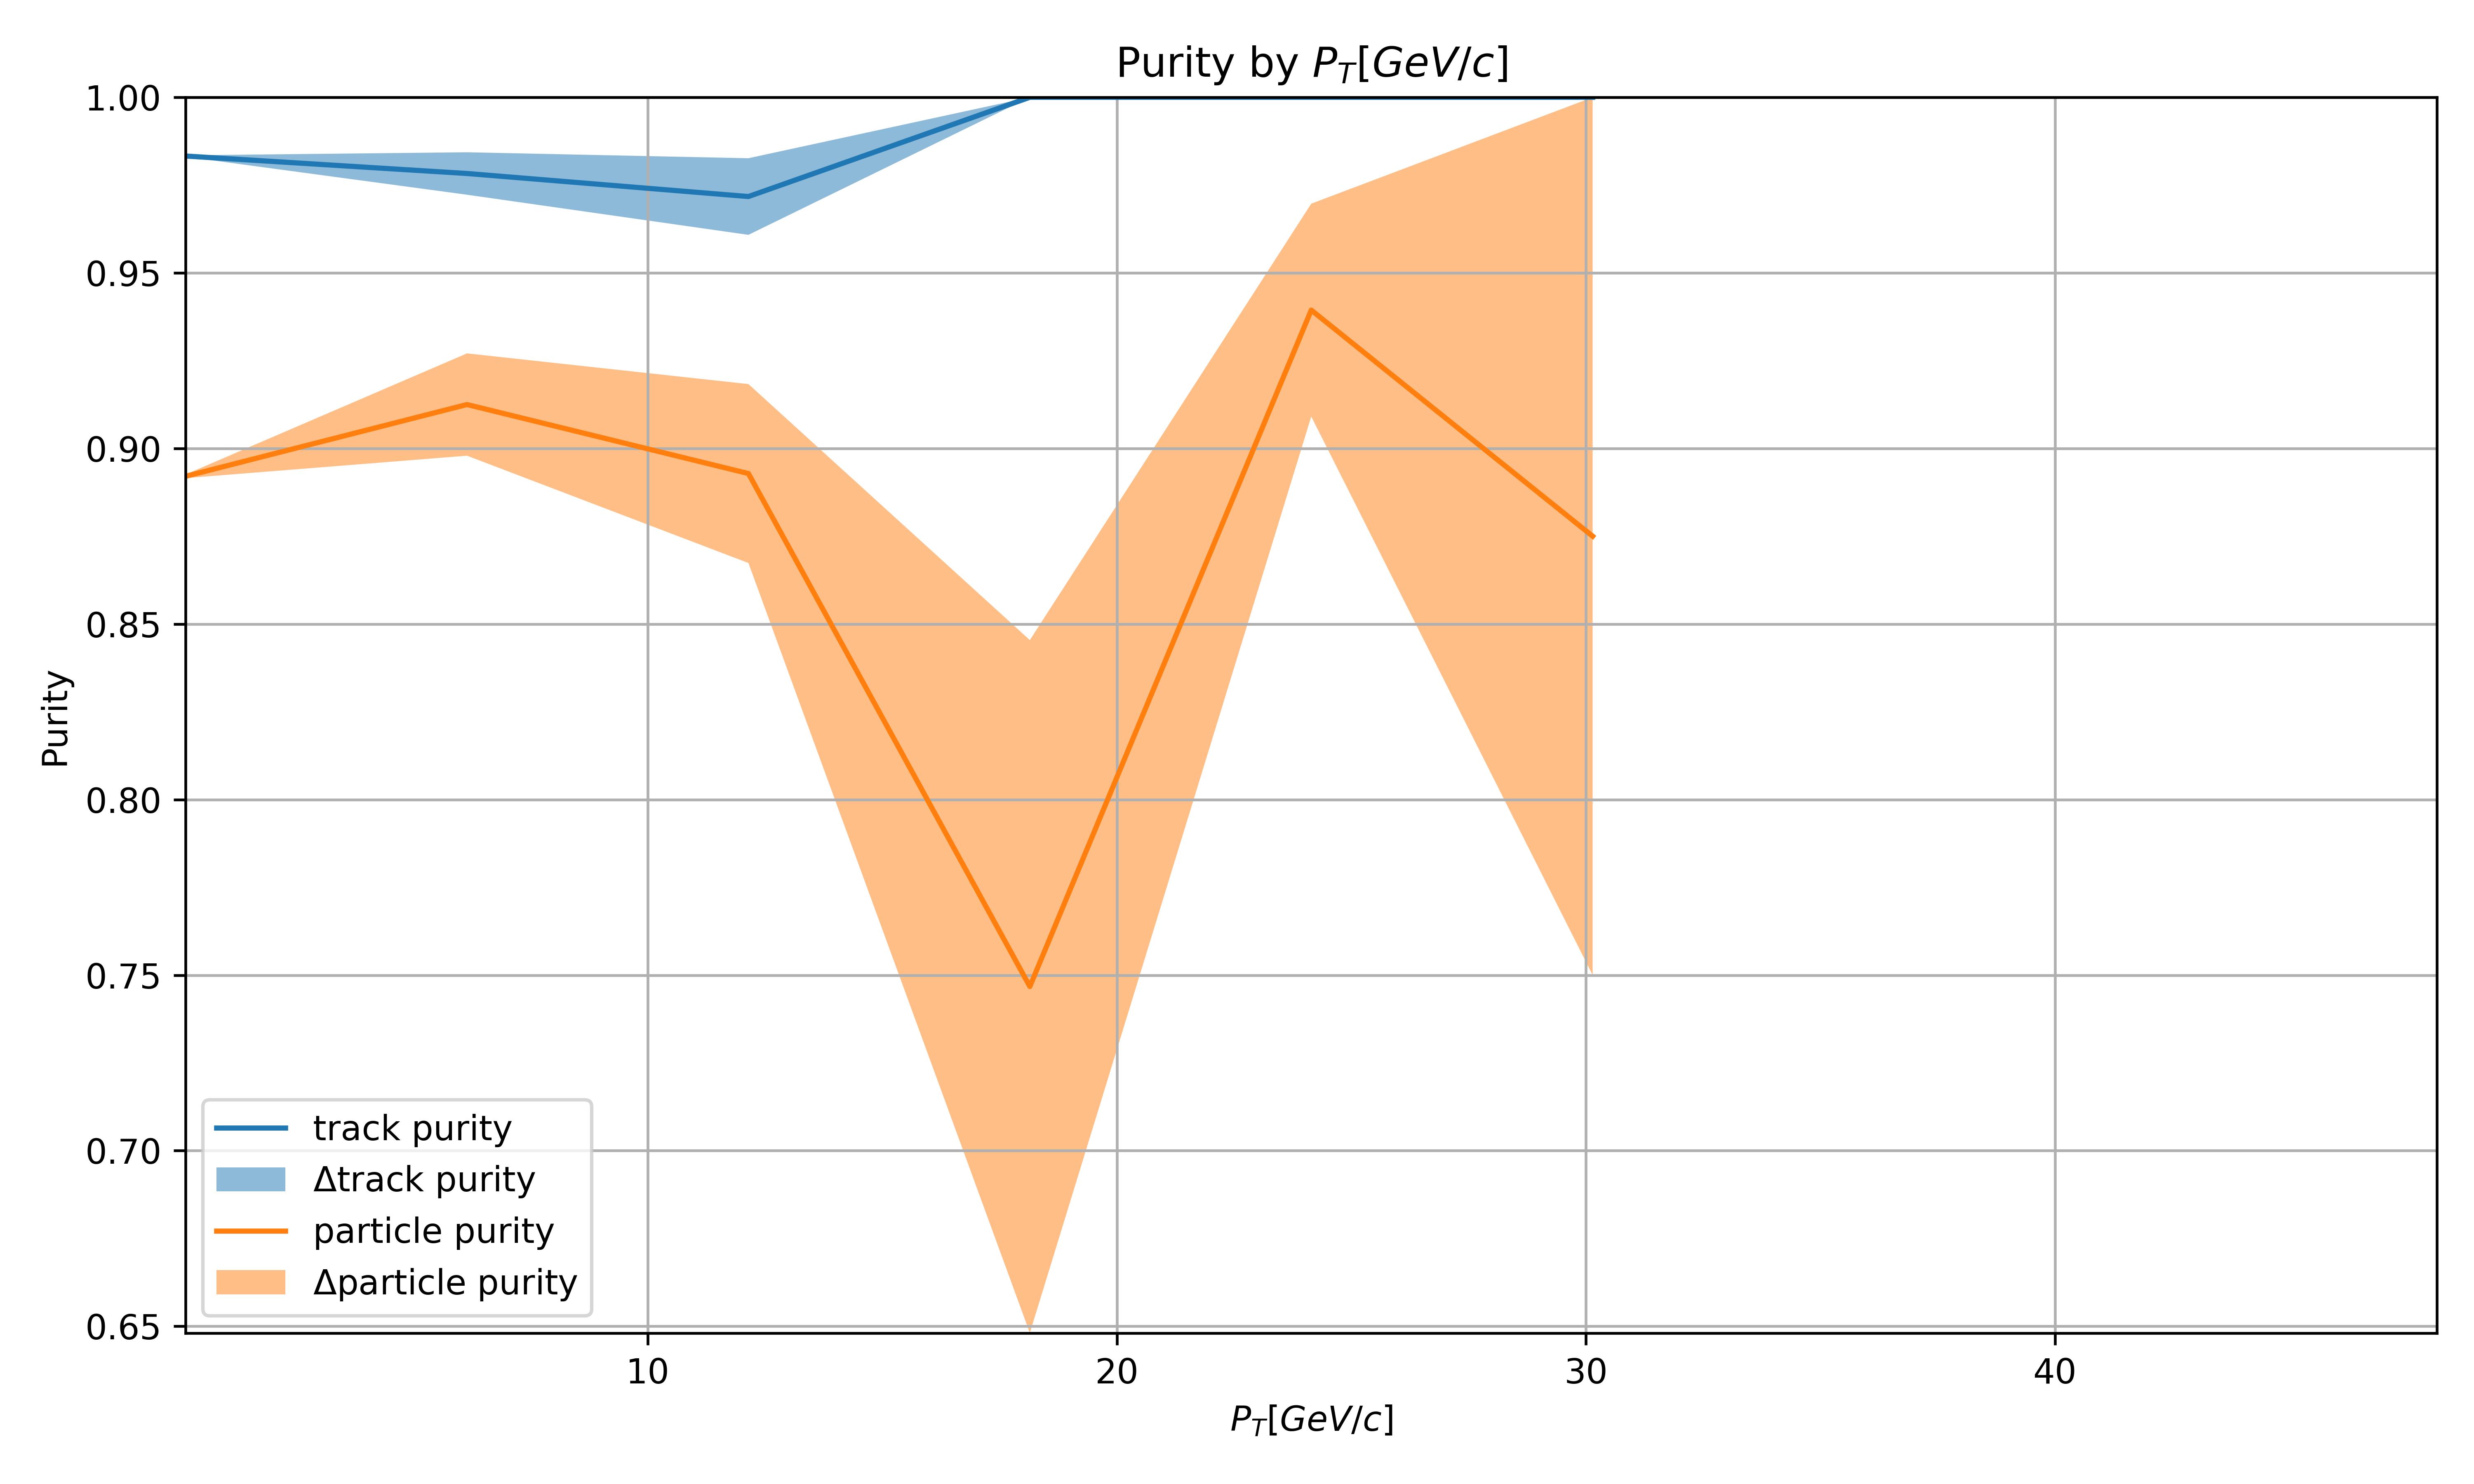 Purity by P_T[GeV/c]
1.00
0.95
0.90
0.85
0.80
0.75
0.70
0.65
Purity
track purity
Δtrack purity
particle purity
Δparticle purity
10 20 30 40
P_T[GeV/c]